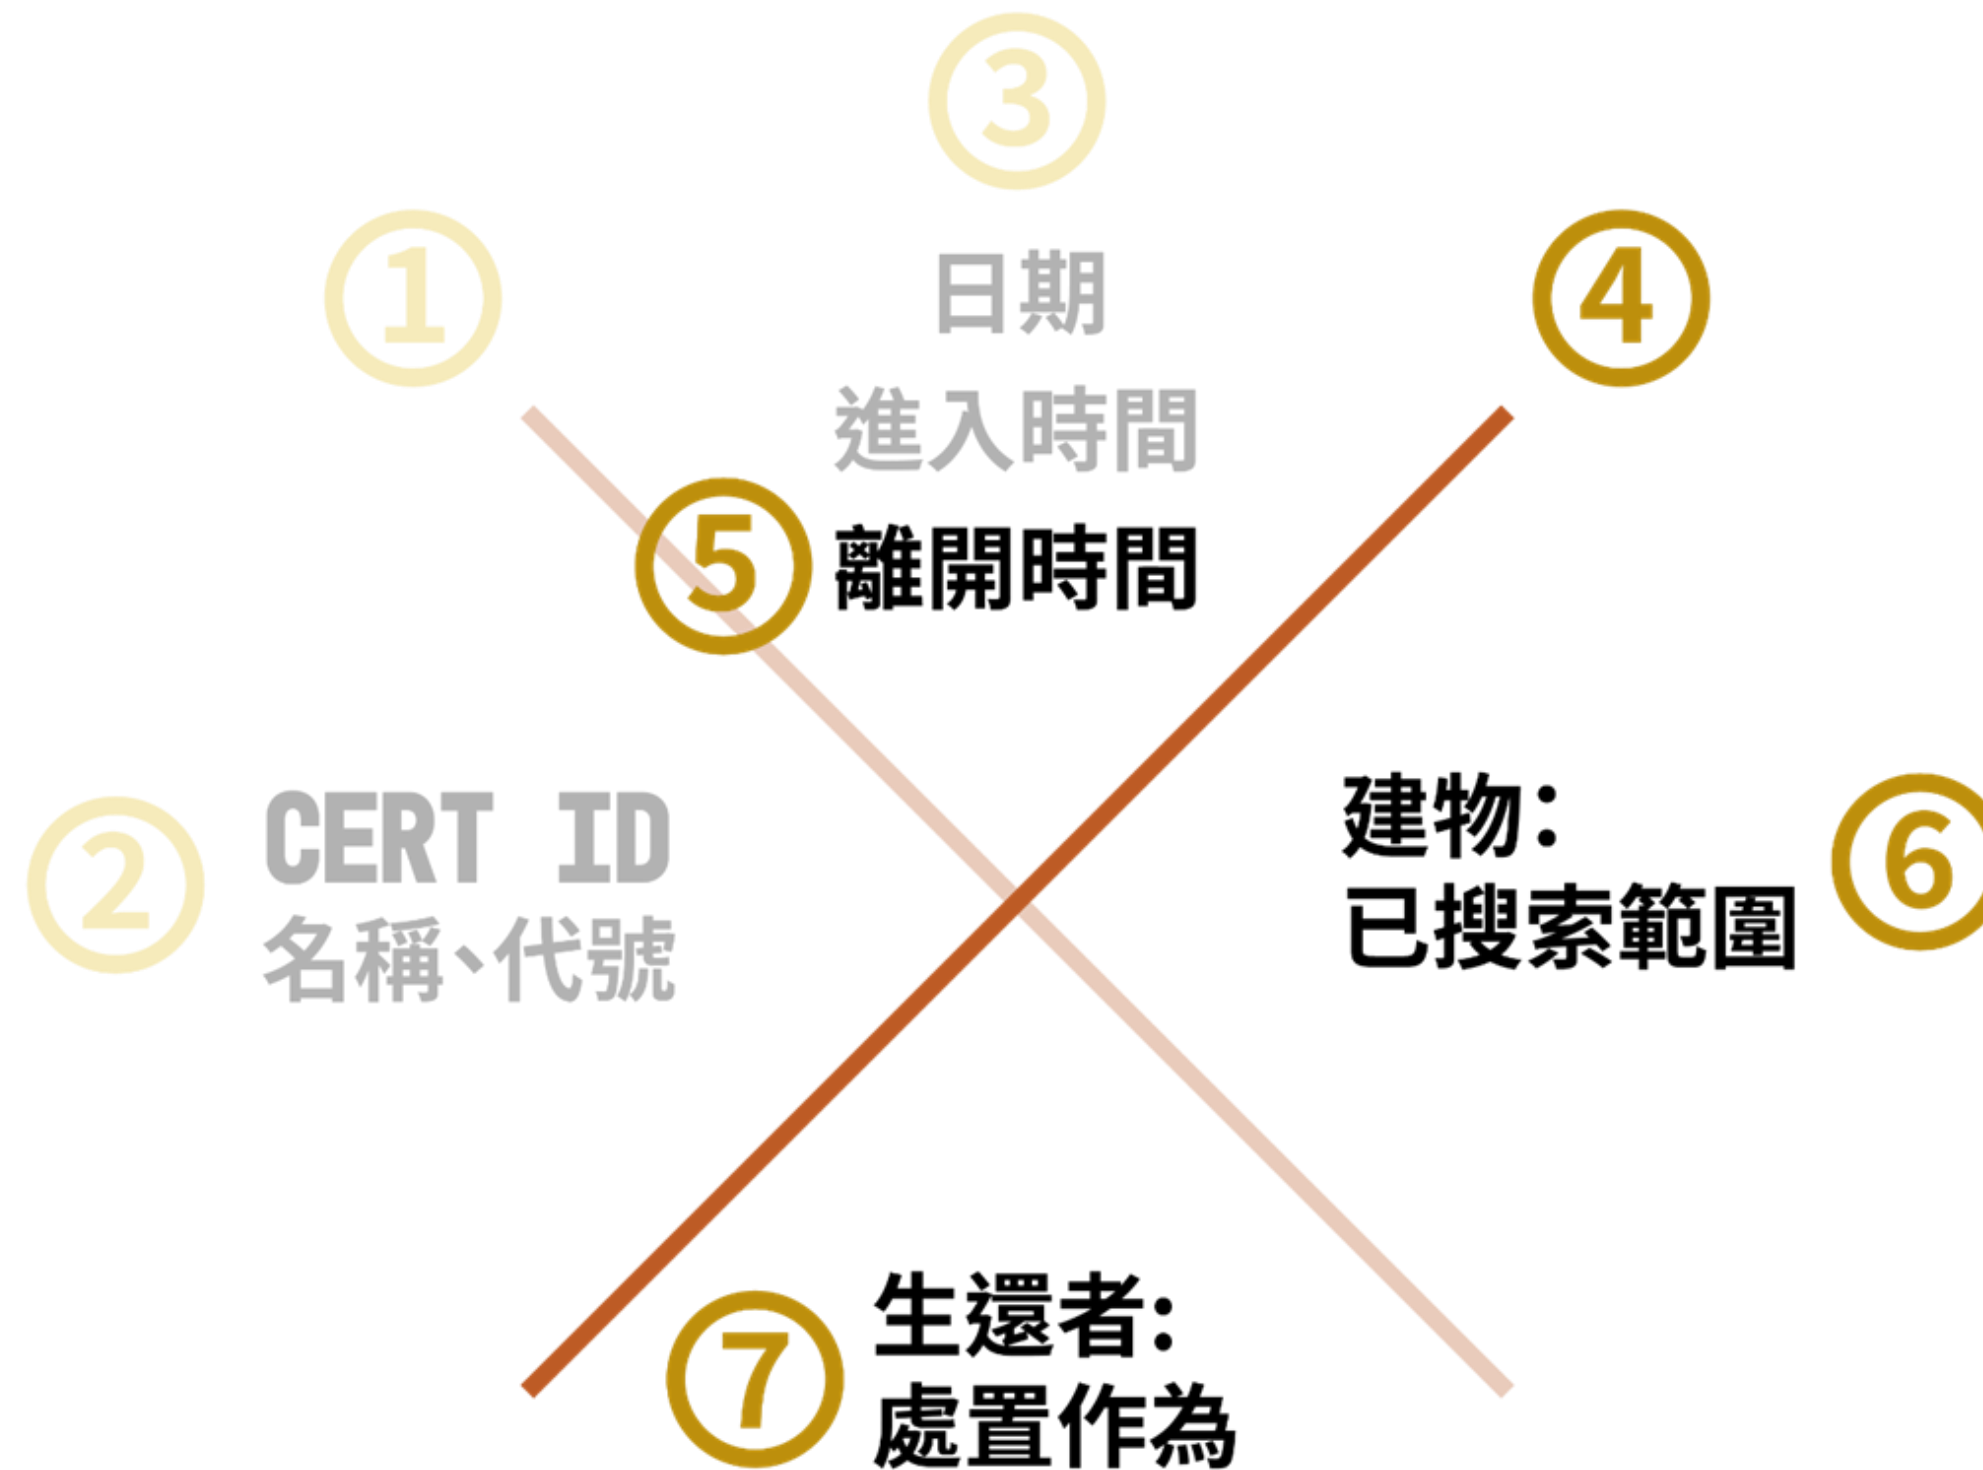 ③
①
④
日期
進入時間
⑤ 離開時間
② CERT ID
名稱、代號
建物：
已搜索範圍 ⑥
⑦ 生還者:
處置作為